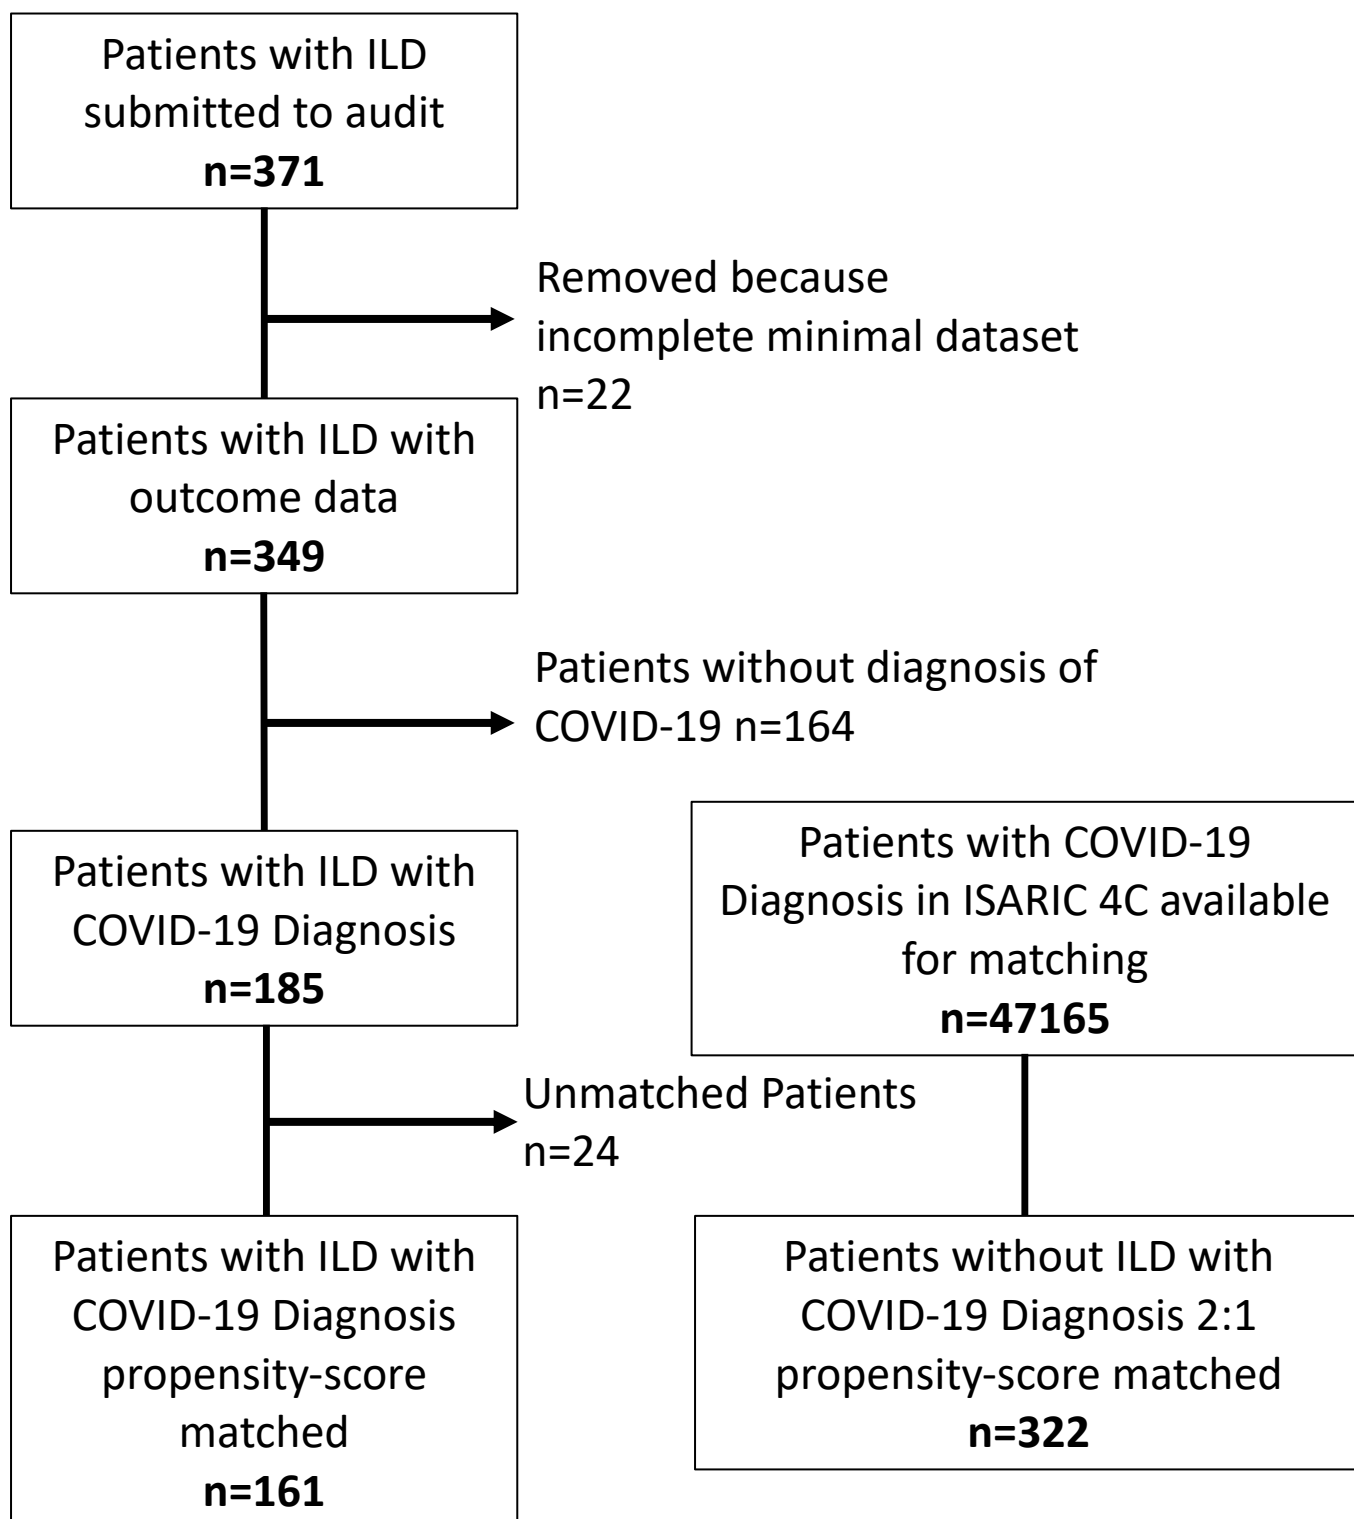 Patients with ILD
submitted to audit
n=371
Removed because
incomplete minimal dataset
n=22
Patients with ILD with
outcome data
n=349
Patients without diagnosis of
COVID-19 n=164
Patients with ILD with
COVID-19 Diagnosis
n=185
Patients with COVID-19
Diagnosis in ISARIC 4C available
for matching
n=47165
Unmatched Patients
n=24
Patients with ILD with
COVID-19 Diagnosis
propensity-score
matched
n=161
Patients without ILD with
COVID-19 Diagnosis 2:1
propensity-score matched
n=322